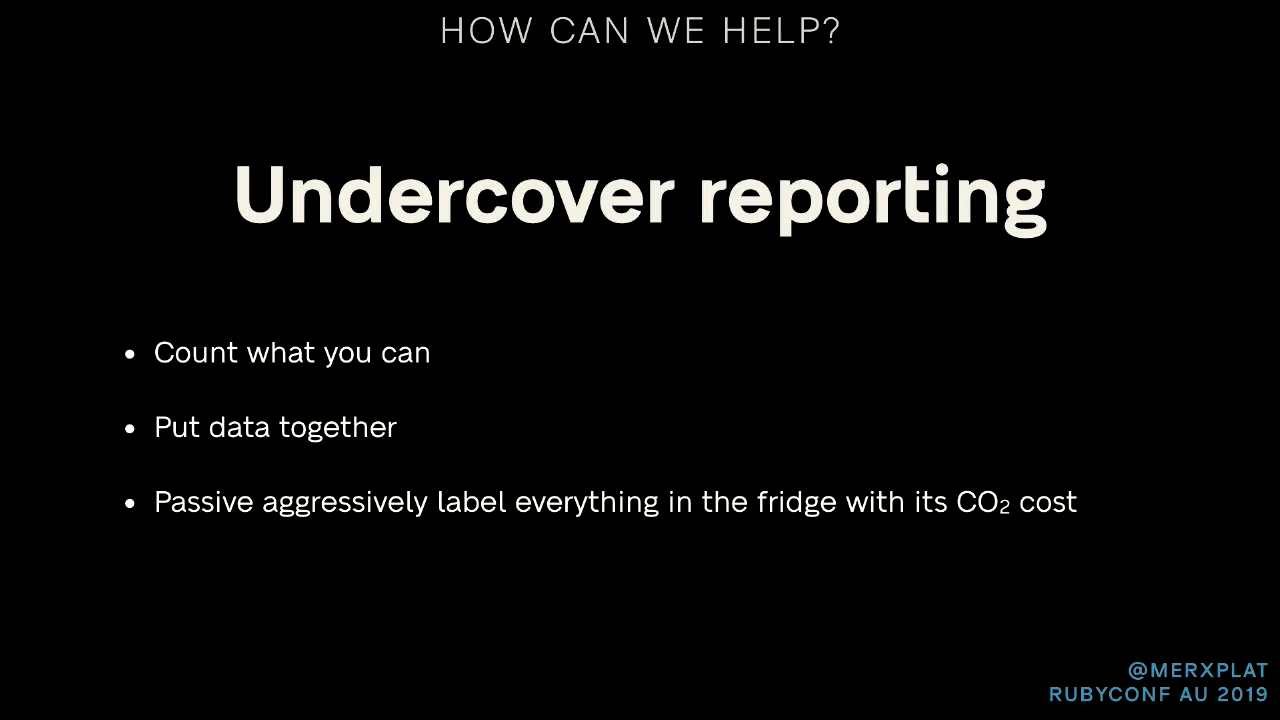 HOW CAN WE HELP?
Undercover reporting
• Count what you can
• Put data together
• Passive aggressively label everything in the fridge with its CO₂ cost
@MERXPLAT
RUBYCONF AU 2019